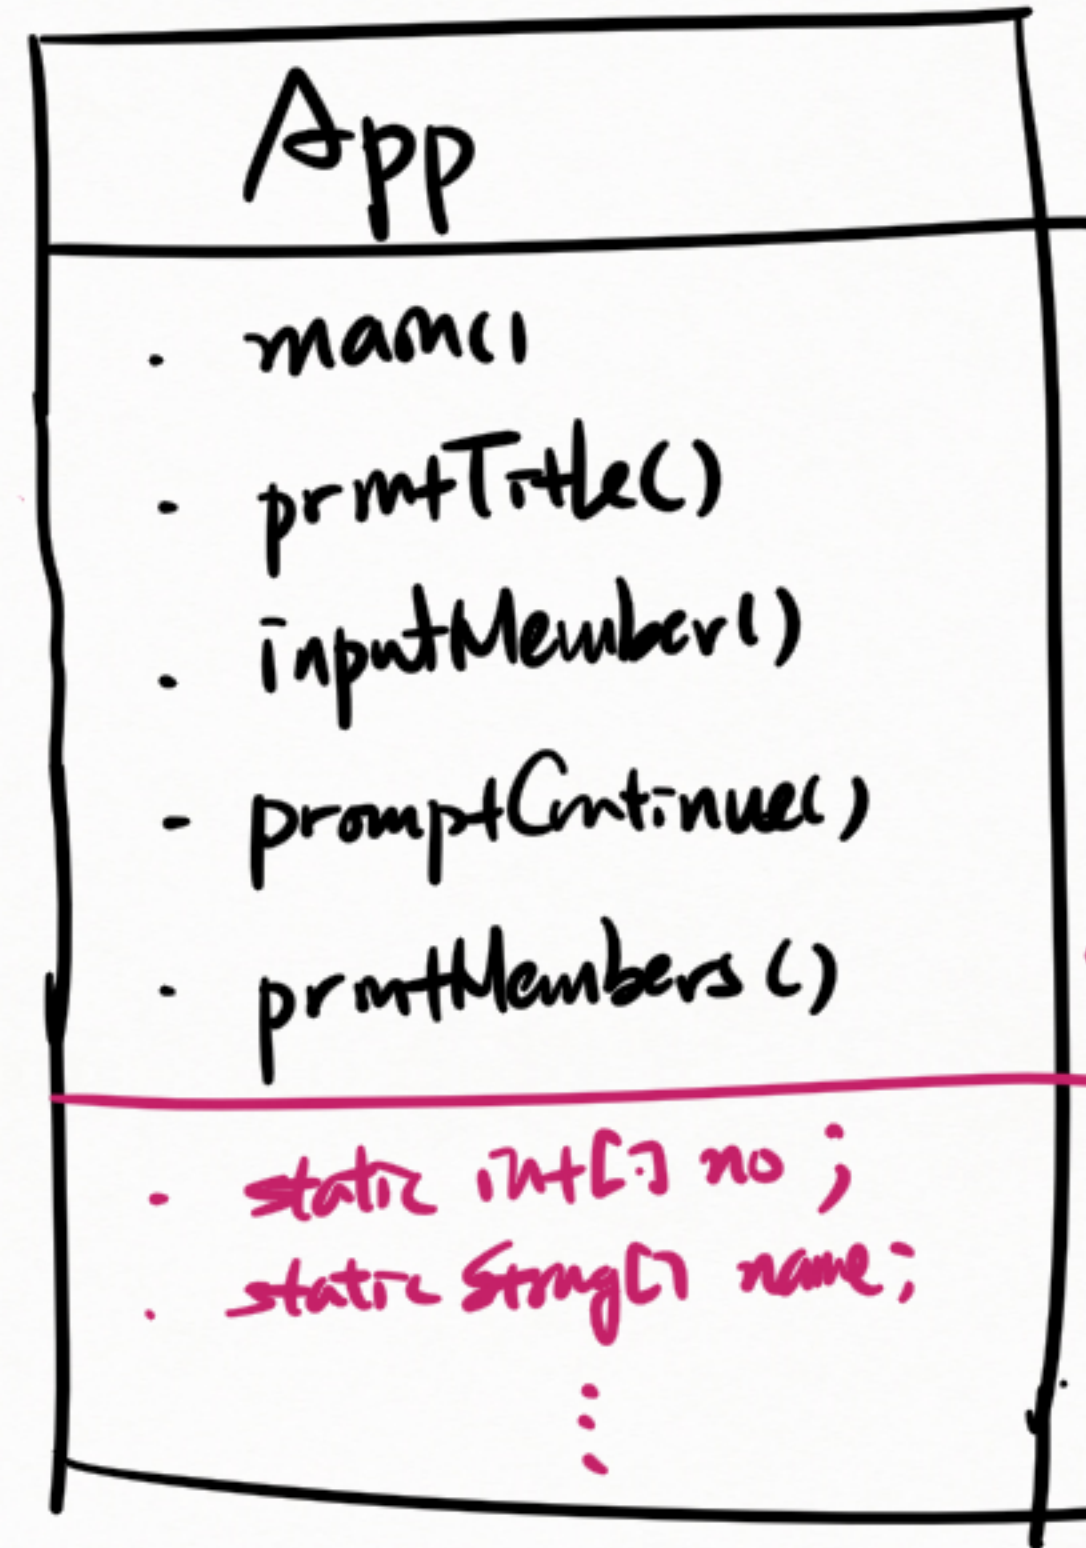 App
· main()
· printTitle()
· inputMember()
- promptContinue()
· printMembers()
· static int[] no ;
· static String[] name;
⋮